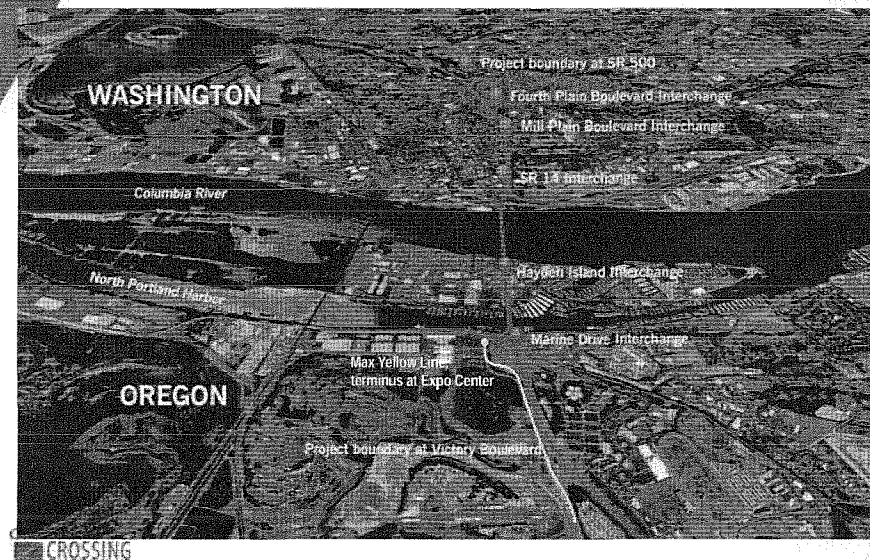 Project boundary at SR 500
WASHINGTON
Fourth Plain Boulevard Interchange
Mill Plain Boulevard Interchange
SR 14 Interchange
Columbia River
Hayden Island Interchange
North Portland Harbor
Marine Drive Interchange
Max Yellow Line
terminus at Expo Center
OREGON
Project boundary at Victory Boulevard
CROSSING